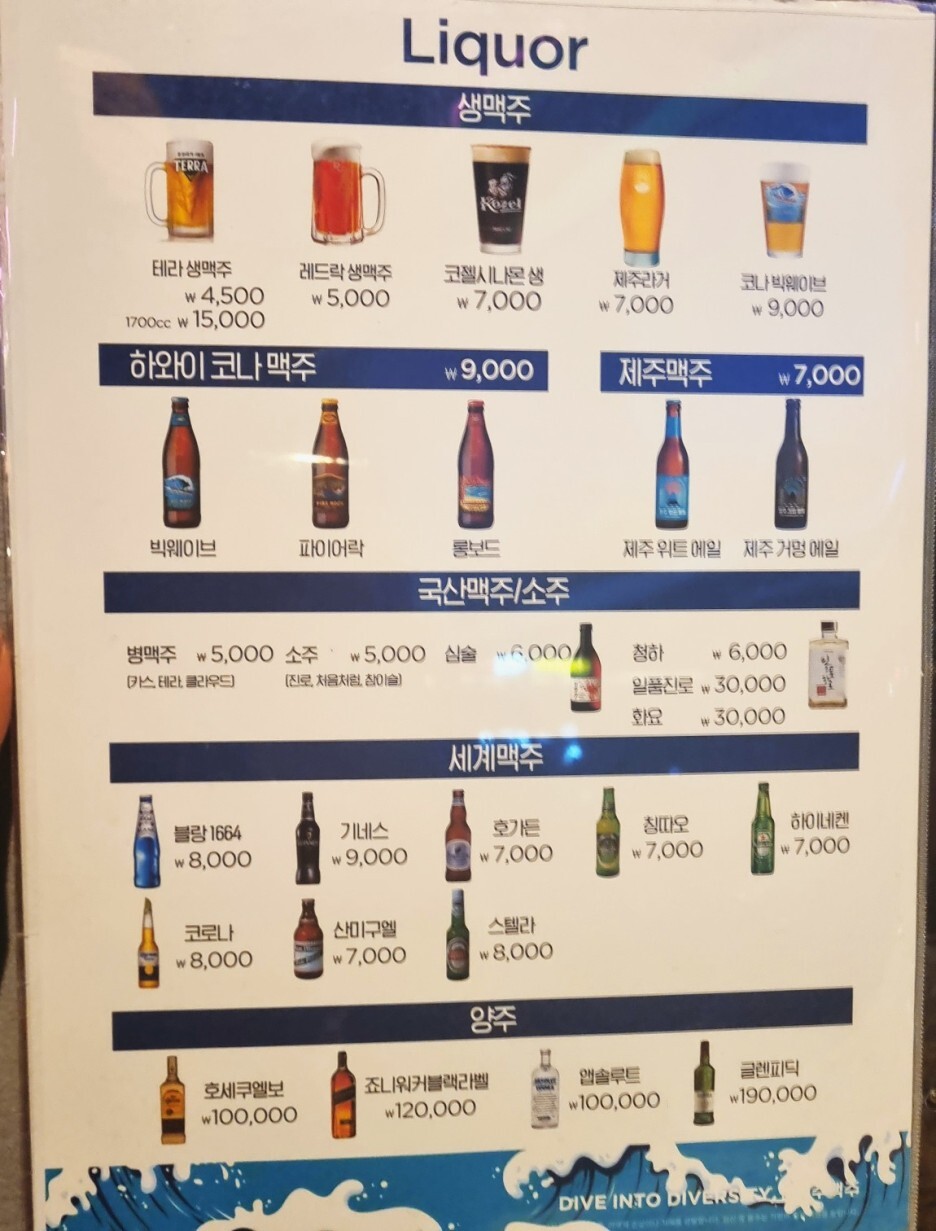 Liquor
생맥주
TERRA
Kozel
테라 생맥주 레드락 생맥주 코젤시나몬 생 제주라거 코나 빅웨이브
₩ 4,500 ₩ 5,000 ₩ 7,000 ₩ 7,000 ₩ 9,000
1700cc ₩ 15,000
하와이 코나 맥주 ₩ 9,000 제주맥주 ₩ 7,000
빅웨이브 파이어락 롱보드 제주 위트 에일 제주 거멍 에일
국산맥주/소주
병맥주 ₩ 5,000 소주 ₩ 5,000 심술 ₩ 6,000 청하 ₩ 6,000
(카스, 테라, 클라우드) (진로, 처음처럼, 참이슬) 일품진로 ₩ 30,000
화요 ₩ 30,000
세계맥주
블랑 1664 기네스 호가든 칭따오 하이네켄
₩ 8,000 ₩ 9,000 ₩ 7,000 ₩ 7,000 ₩ 7,000
코로나 산미구엘 스텔라
₩ 8,000 ₩ 7,000 ₩ 8,000
양주
호세쿠엘보 죠니워커블랙라벨 앱솔루트 글렌피딕
₩100,000 ₩120,000 ₩100,000 ₩190,000
DIVE INTO DIVERSITY